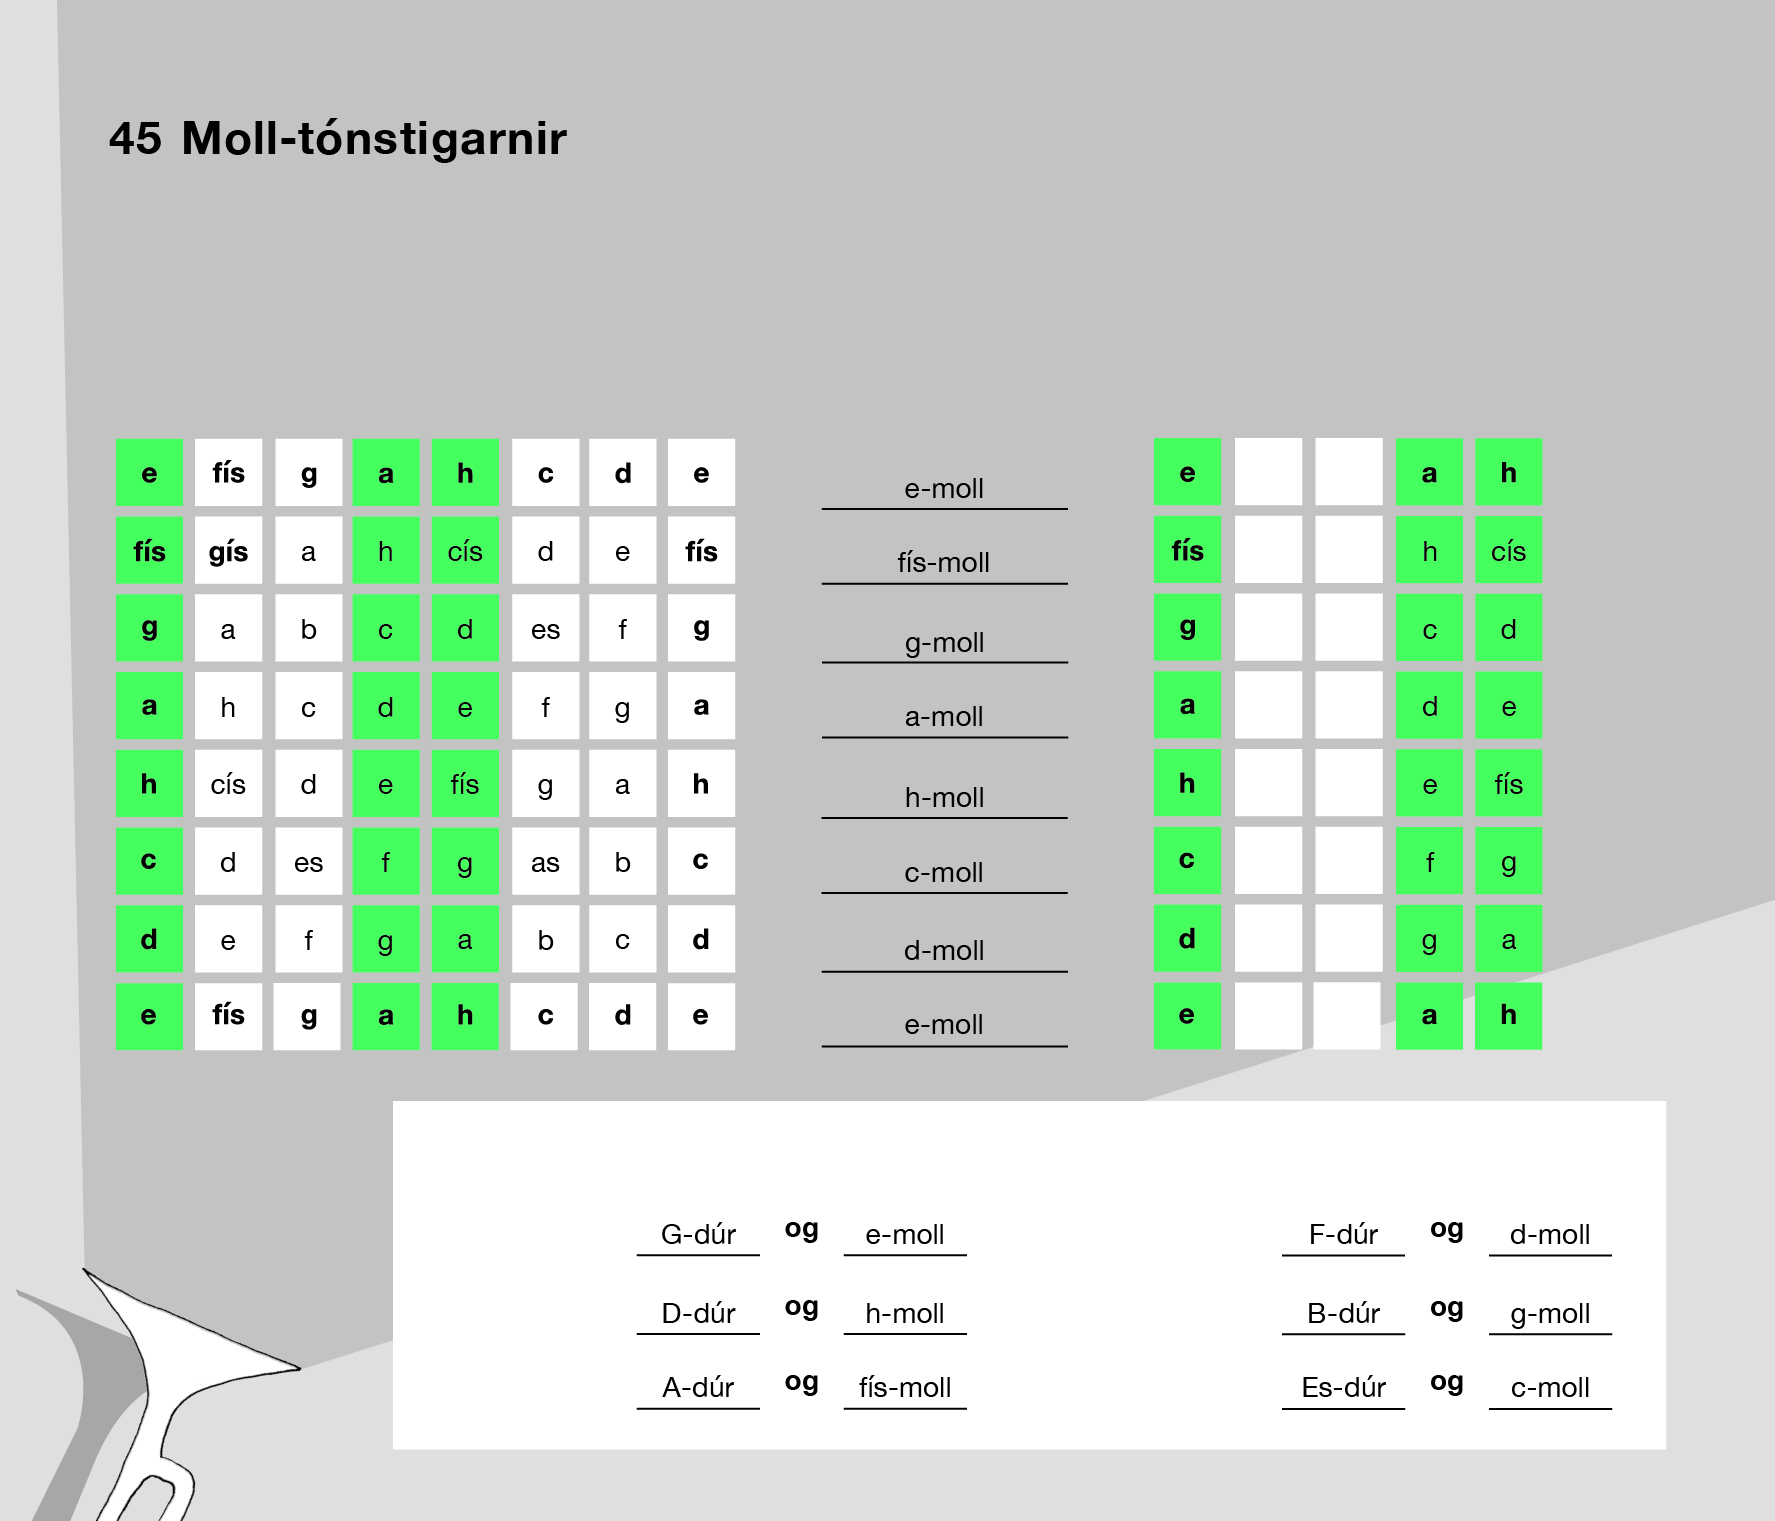 45 Moll-tónstigarnir
e fís g a h c d e e-moll e a h
fís gís a h cís d e fís fís-moll fís h cís
g a b c d es f g g-moll g c d
a h c d e f g a a-moll a d e
h cís d e fís g a h h-moll h e fís
c d es f g as b c c-moll c f g
d e f g a b c d d-moll d g a
e fís g a h c d e e-moll e a h
G-dúr og e-moll F-dúr og d-moll
D-dúr og h-moll B-dúr og g-moll
A-dúr og fís-moll Es-dúr og c-moll